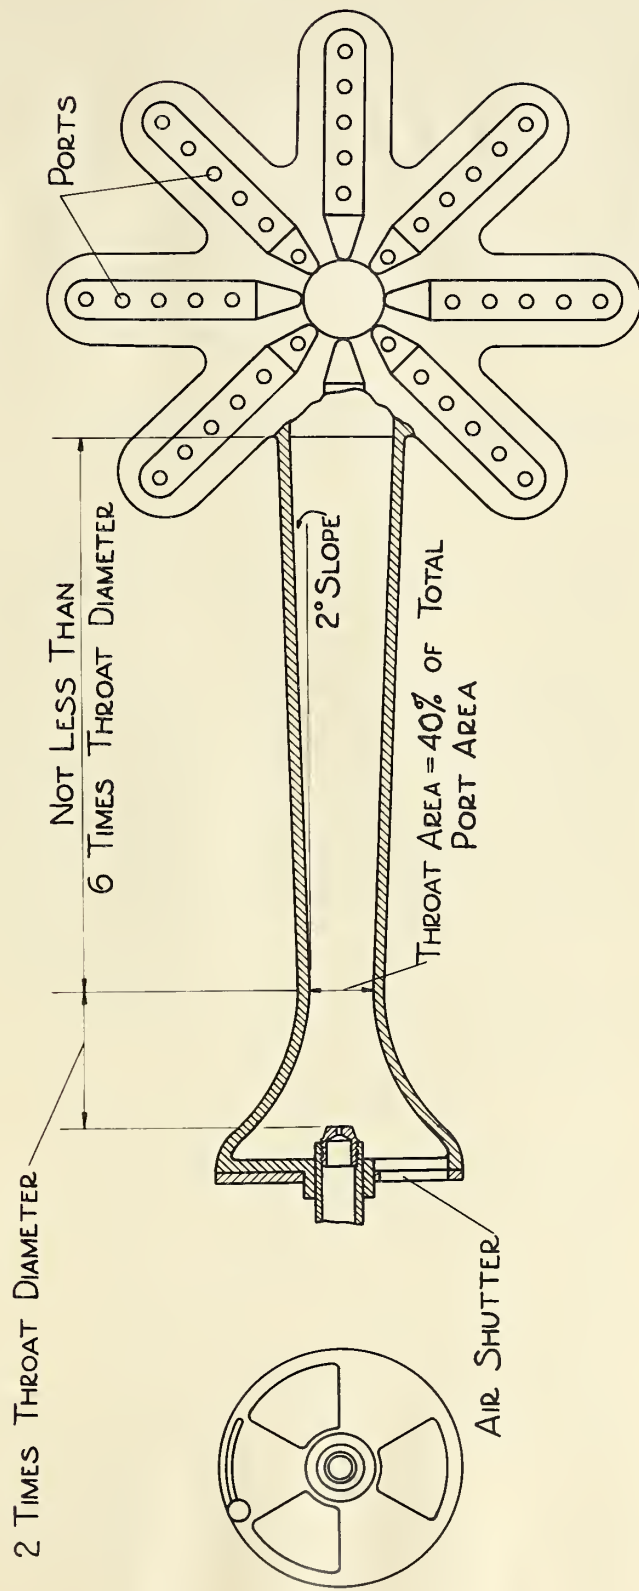 2 TIMES THROAT DIAMETER
NOT LESS THAN
6 TIMES THROAT DIAMETER
PORTS
2° SLOPE
THROAT AREA = 40% OF TOTAL
PORT AREA
AIR SHUTTER